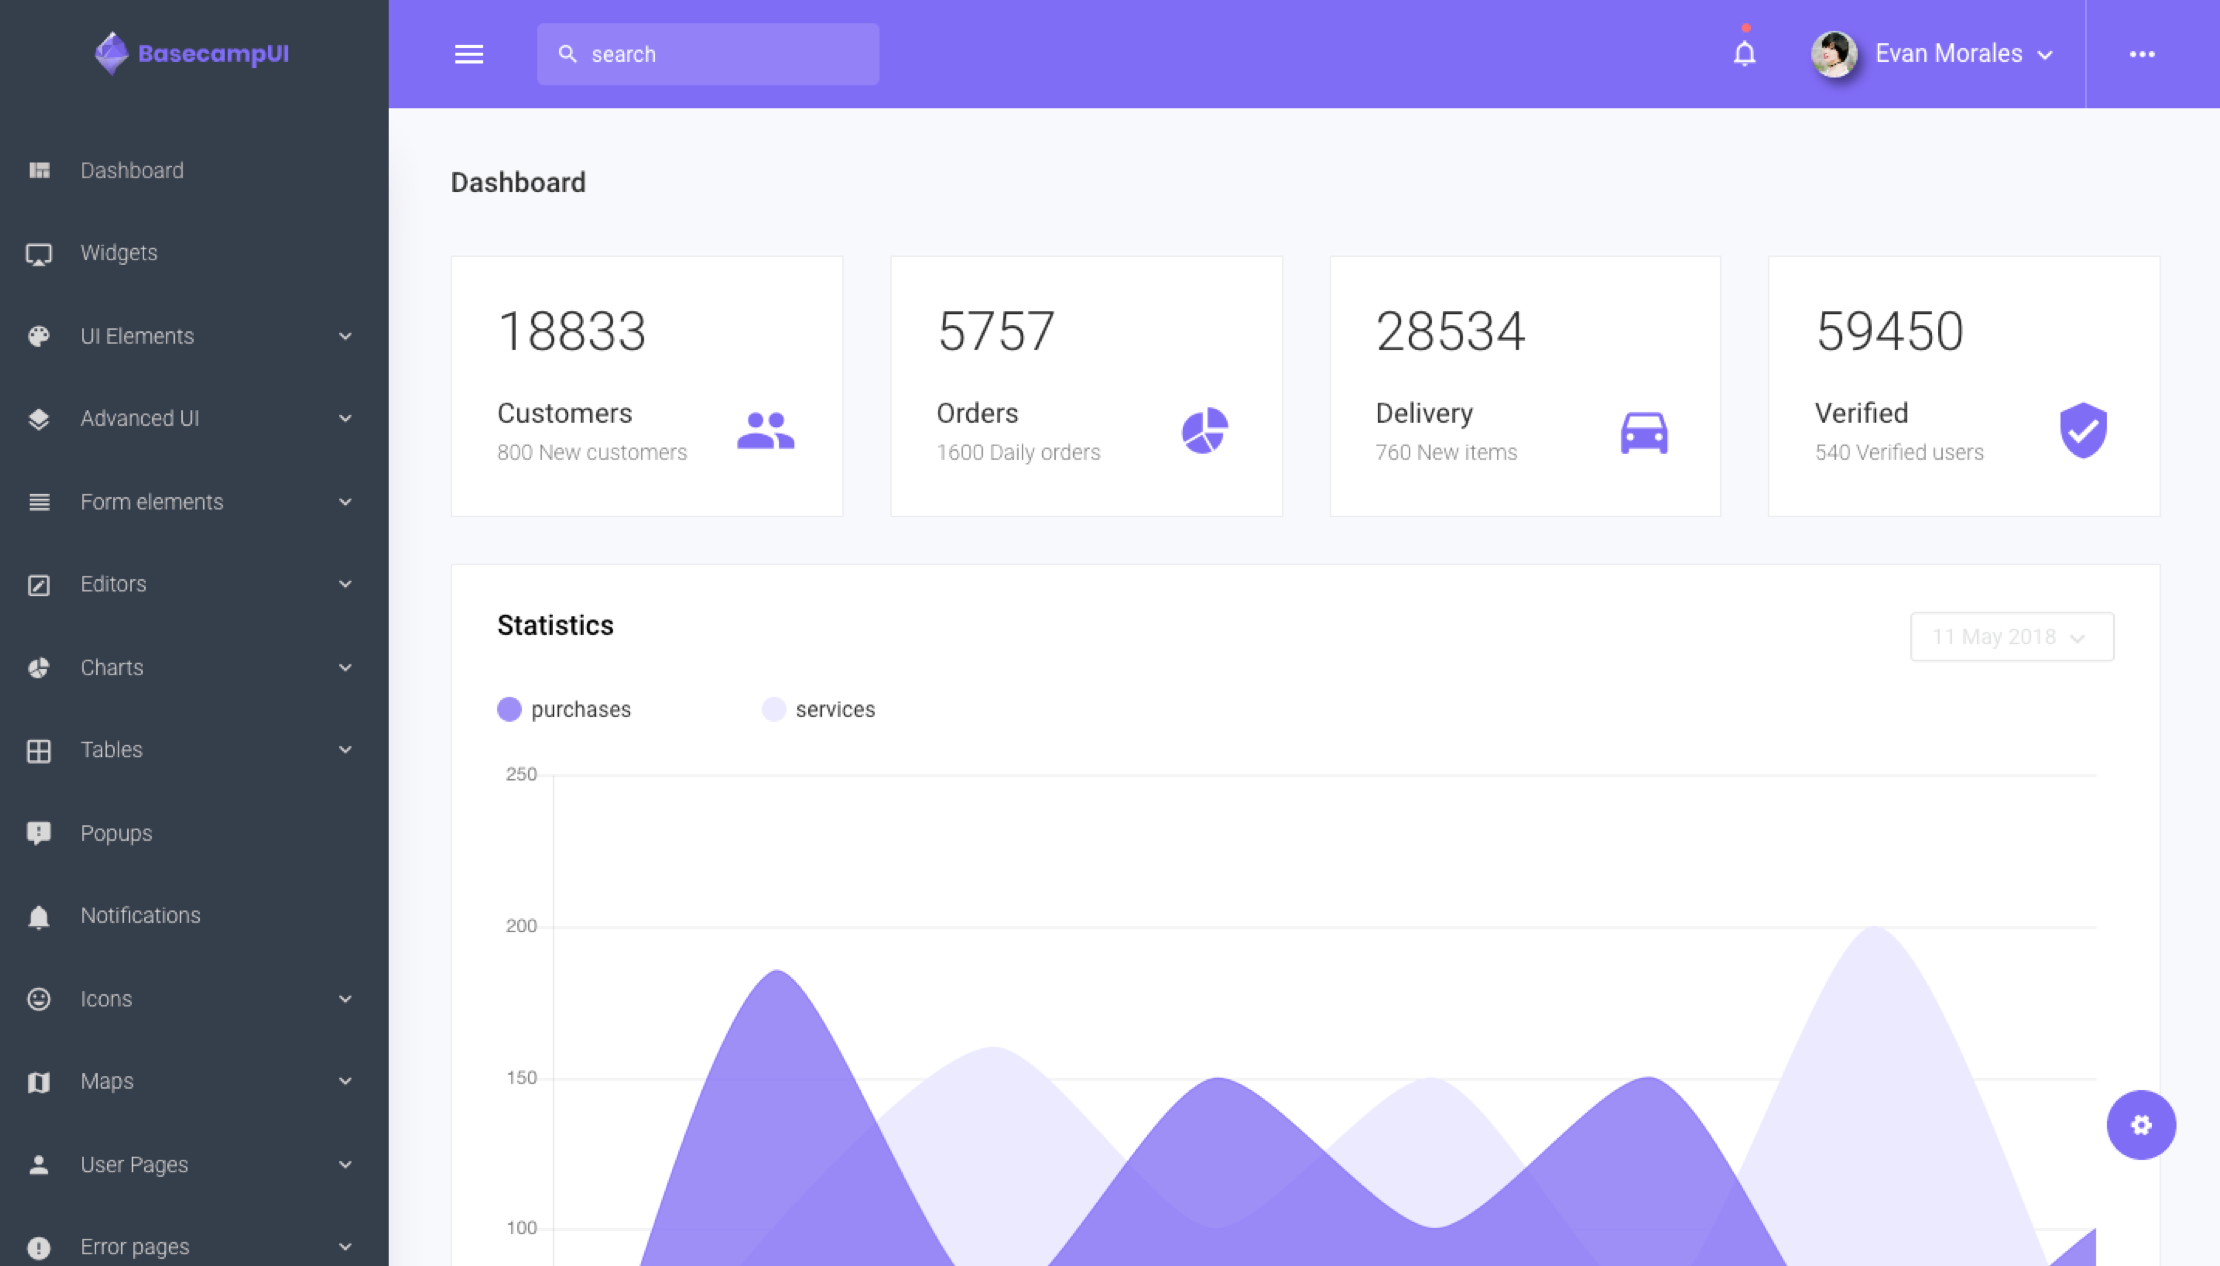 BasecampUI
search
Evan Morales
Dashboard
Widgets
UI Elements
Advanced UI
Form elements
Editors
Charts
Tables
Popups
Notifications
Icons
Maps
User Pages
Error pages
Dashboard
18833
Customers
800 New customers
5757
Orders
1600 Daily orders
28534
Delivery
760 New items
59450
Verified
540 Verified users
Statistics
11 May 2018
purchases
services
250
200
150
100